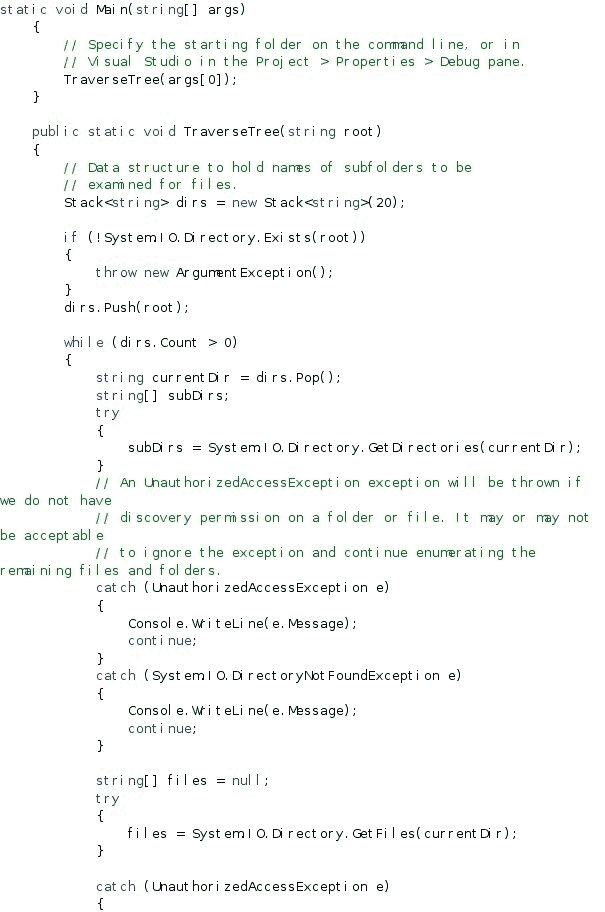 static void Main(string[] args)
    {
        // Specify the starting folder on the command line, or in
        // Visual Studio in the Project > Properties > Debug pane.
        TraverseTree(args[0]);
    }

    public static void TraverseTree(string root)
    {
        // Data structure to hold names of subfolders to be
        // examined for files.
        Stack<string> dirs = new Stack<string>(20);

        if (!System.IO.Directory.Exists(root))
        {
            throw new ArgumentException();
        }
        dirs.Push(root);

        while (dirs.Count > 0)
        {
            string currentDir = dirs.Pop();
            string[] subDirs;
            try
            {
                subDirs = System.IO.Directory.GetDirectories(currentDir);
            }
            // An UnauthorizedAccessException exception will be thrown if
we do not have
            // discovery permission on a folder or file. It may or may not
be acceptable
            // to ignore the exception and continue enumerating the
remaining files and folders.
            catch (UnauthorizedAccessException e)
            {
                Console.WriteLine(e.Message);
                continue;
            }
            catch (System.IO.DirectoryNotFoundException e)
            {
                Console.WriteLine(e.Message);
                continue;
            }

            string[] files = null;
            try
            {
                files = System.IO.Directory.GetFiles(currentDir);
            }

            catch (UnauthorizedAccessException e)
            {